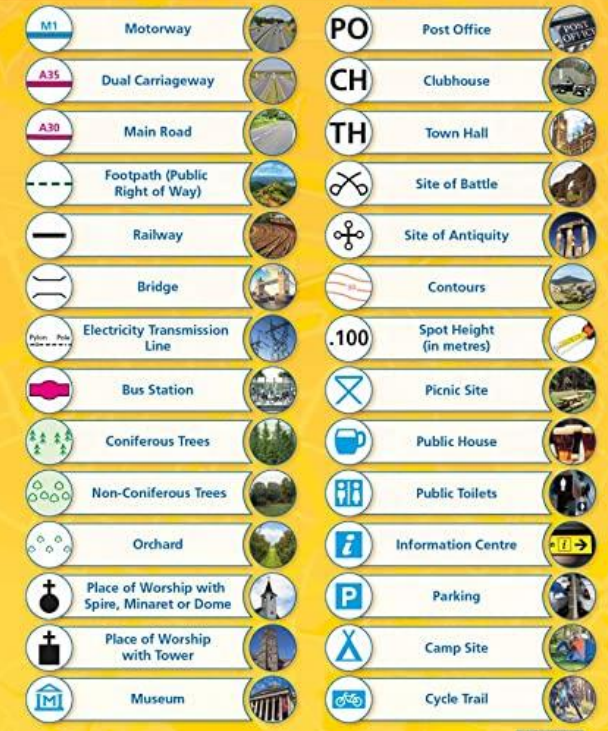 M1
Motorway
A35
Dual Carriageway
A30
Main Road
Footpath (Public
Right of Way)
Railway
Bridge
Pylon Pole
Electricity Transmission
Line
Bus Station
Coniferous Trees
Non-Coniferous Trees
Orchard
Place of Worship with
Spire, Minaret or Dome
Place of Worship
with Tower
M
Museum
PO
Post Office
POST
OFFICE
CH
Clubhouse
TH
Town Hall
Site of Battle
Site of Antiquity
50
Contours
.100
Spot Height
(in metres)
Picnic Site
Public House
Public Toilets
i
Information Centre
i
P
Parking
Camp Site
Cycle Trail